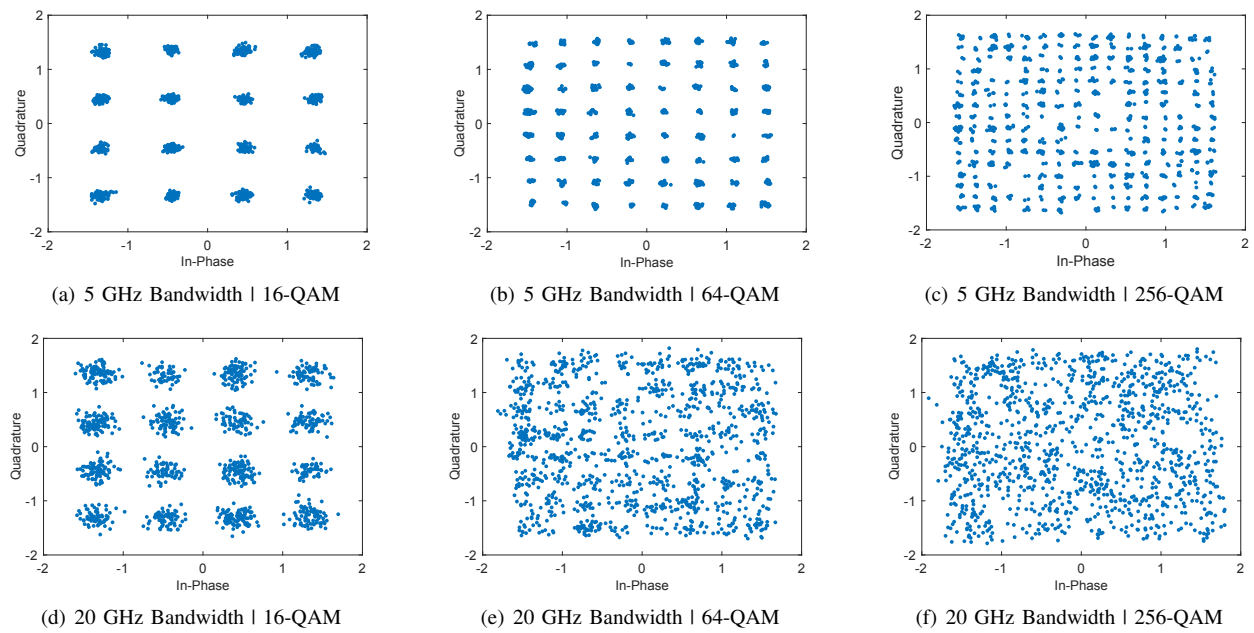 2
1
0
-1
-2
Quadrature
-2 -1 0 1 2
In-Phase
(a) 5 GHz Bandwidth | 16-QAM
2
1
0
-1
-2
Quadrature
-2 -1 0 1 2
In-Phase
(b) 5 GHz Bandwidth | 64-QAM
2
1
0
-1
-2
Quadrature
-2 -1 0 1 2
In-Phase
(c) 5 GHz Bandwidth | 256-QAM
2
1
0
-1
-2
Quadrature
-2 -1 0 1 2
In-Phase
(d) 20 GHz Bandwidth | 16-QAM
2
1
0
-1
-2
Quadrature
-2 -1 0 1 2
In-Phase
(e) 20 GHz Bandwidth | 64-QAM
2
1
0
-1
-2
Quadrature
-2 -1 0 1 2
In-Phase
(f) 20 GHz Bandwidth | 256-QAM